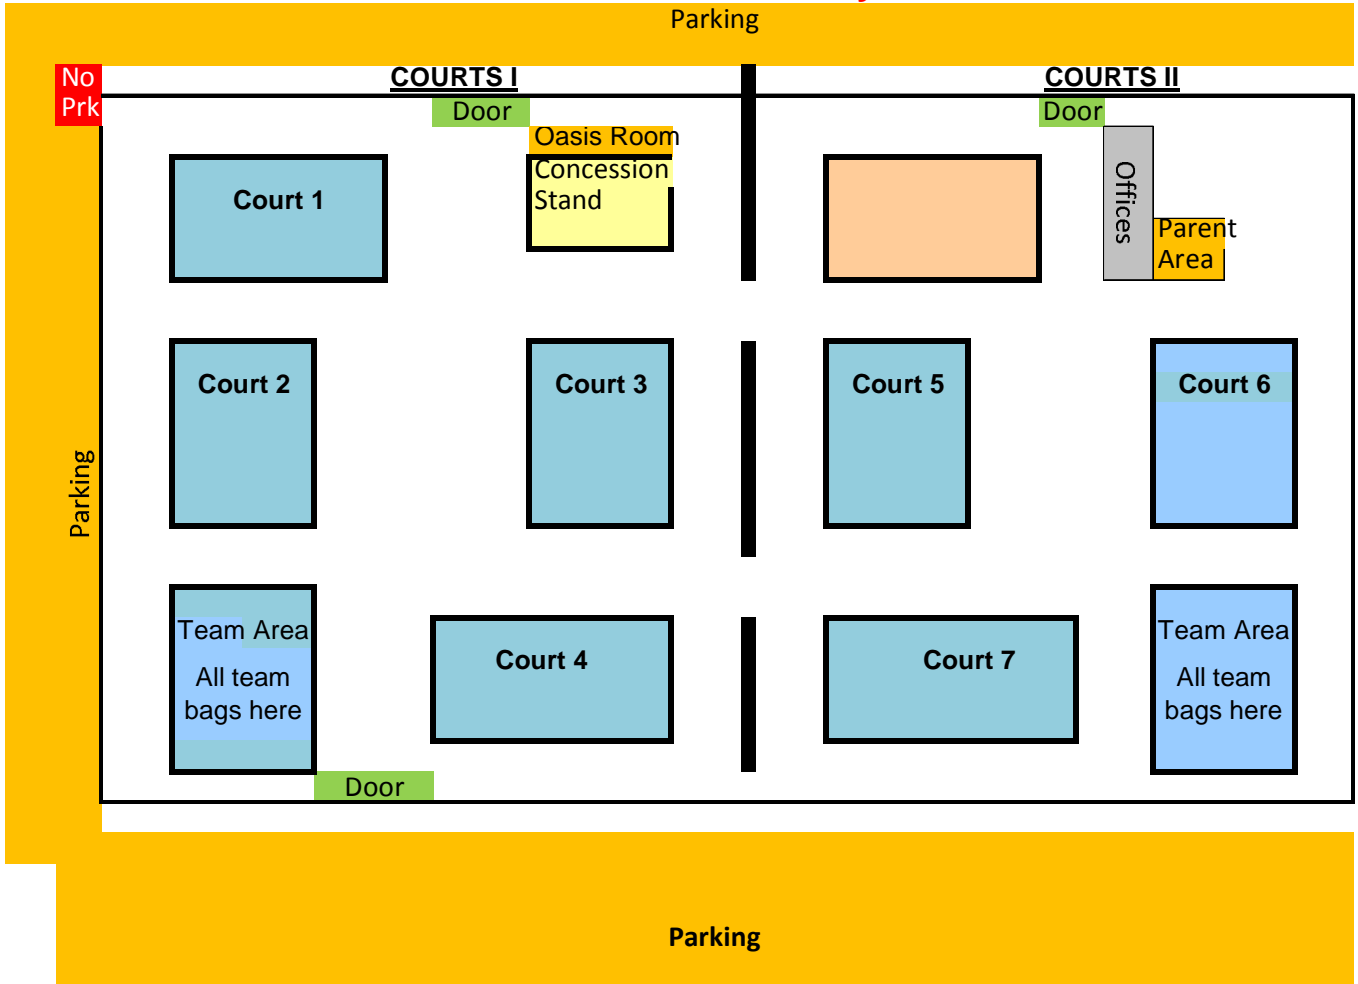 Parking
No
Prk
COURTS I
COURTS II
Door
Door
Oasis Room
Concession
Stand
Court 1
Offices
Parent
Area
Court 2
Court 3
Court 5
Court 6
Parking
Team Area
All team
bags here
Court 4
Court 7
Team Area
All team
bags here
Door
Parking